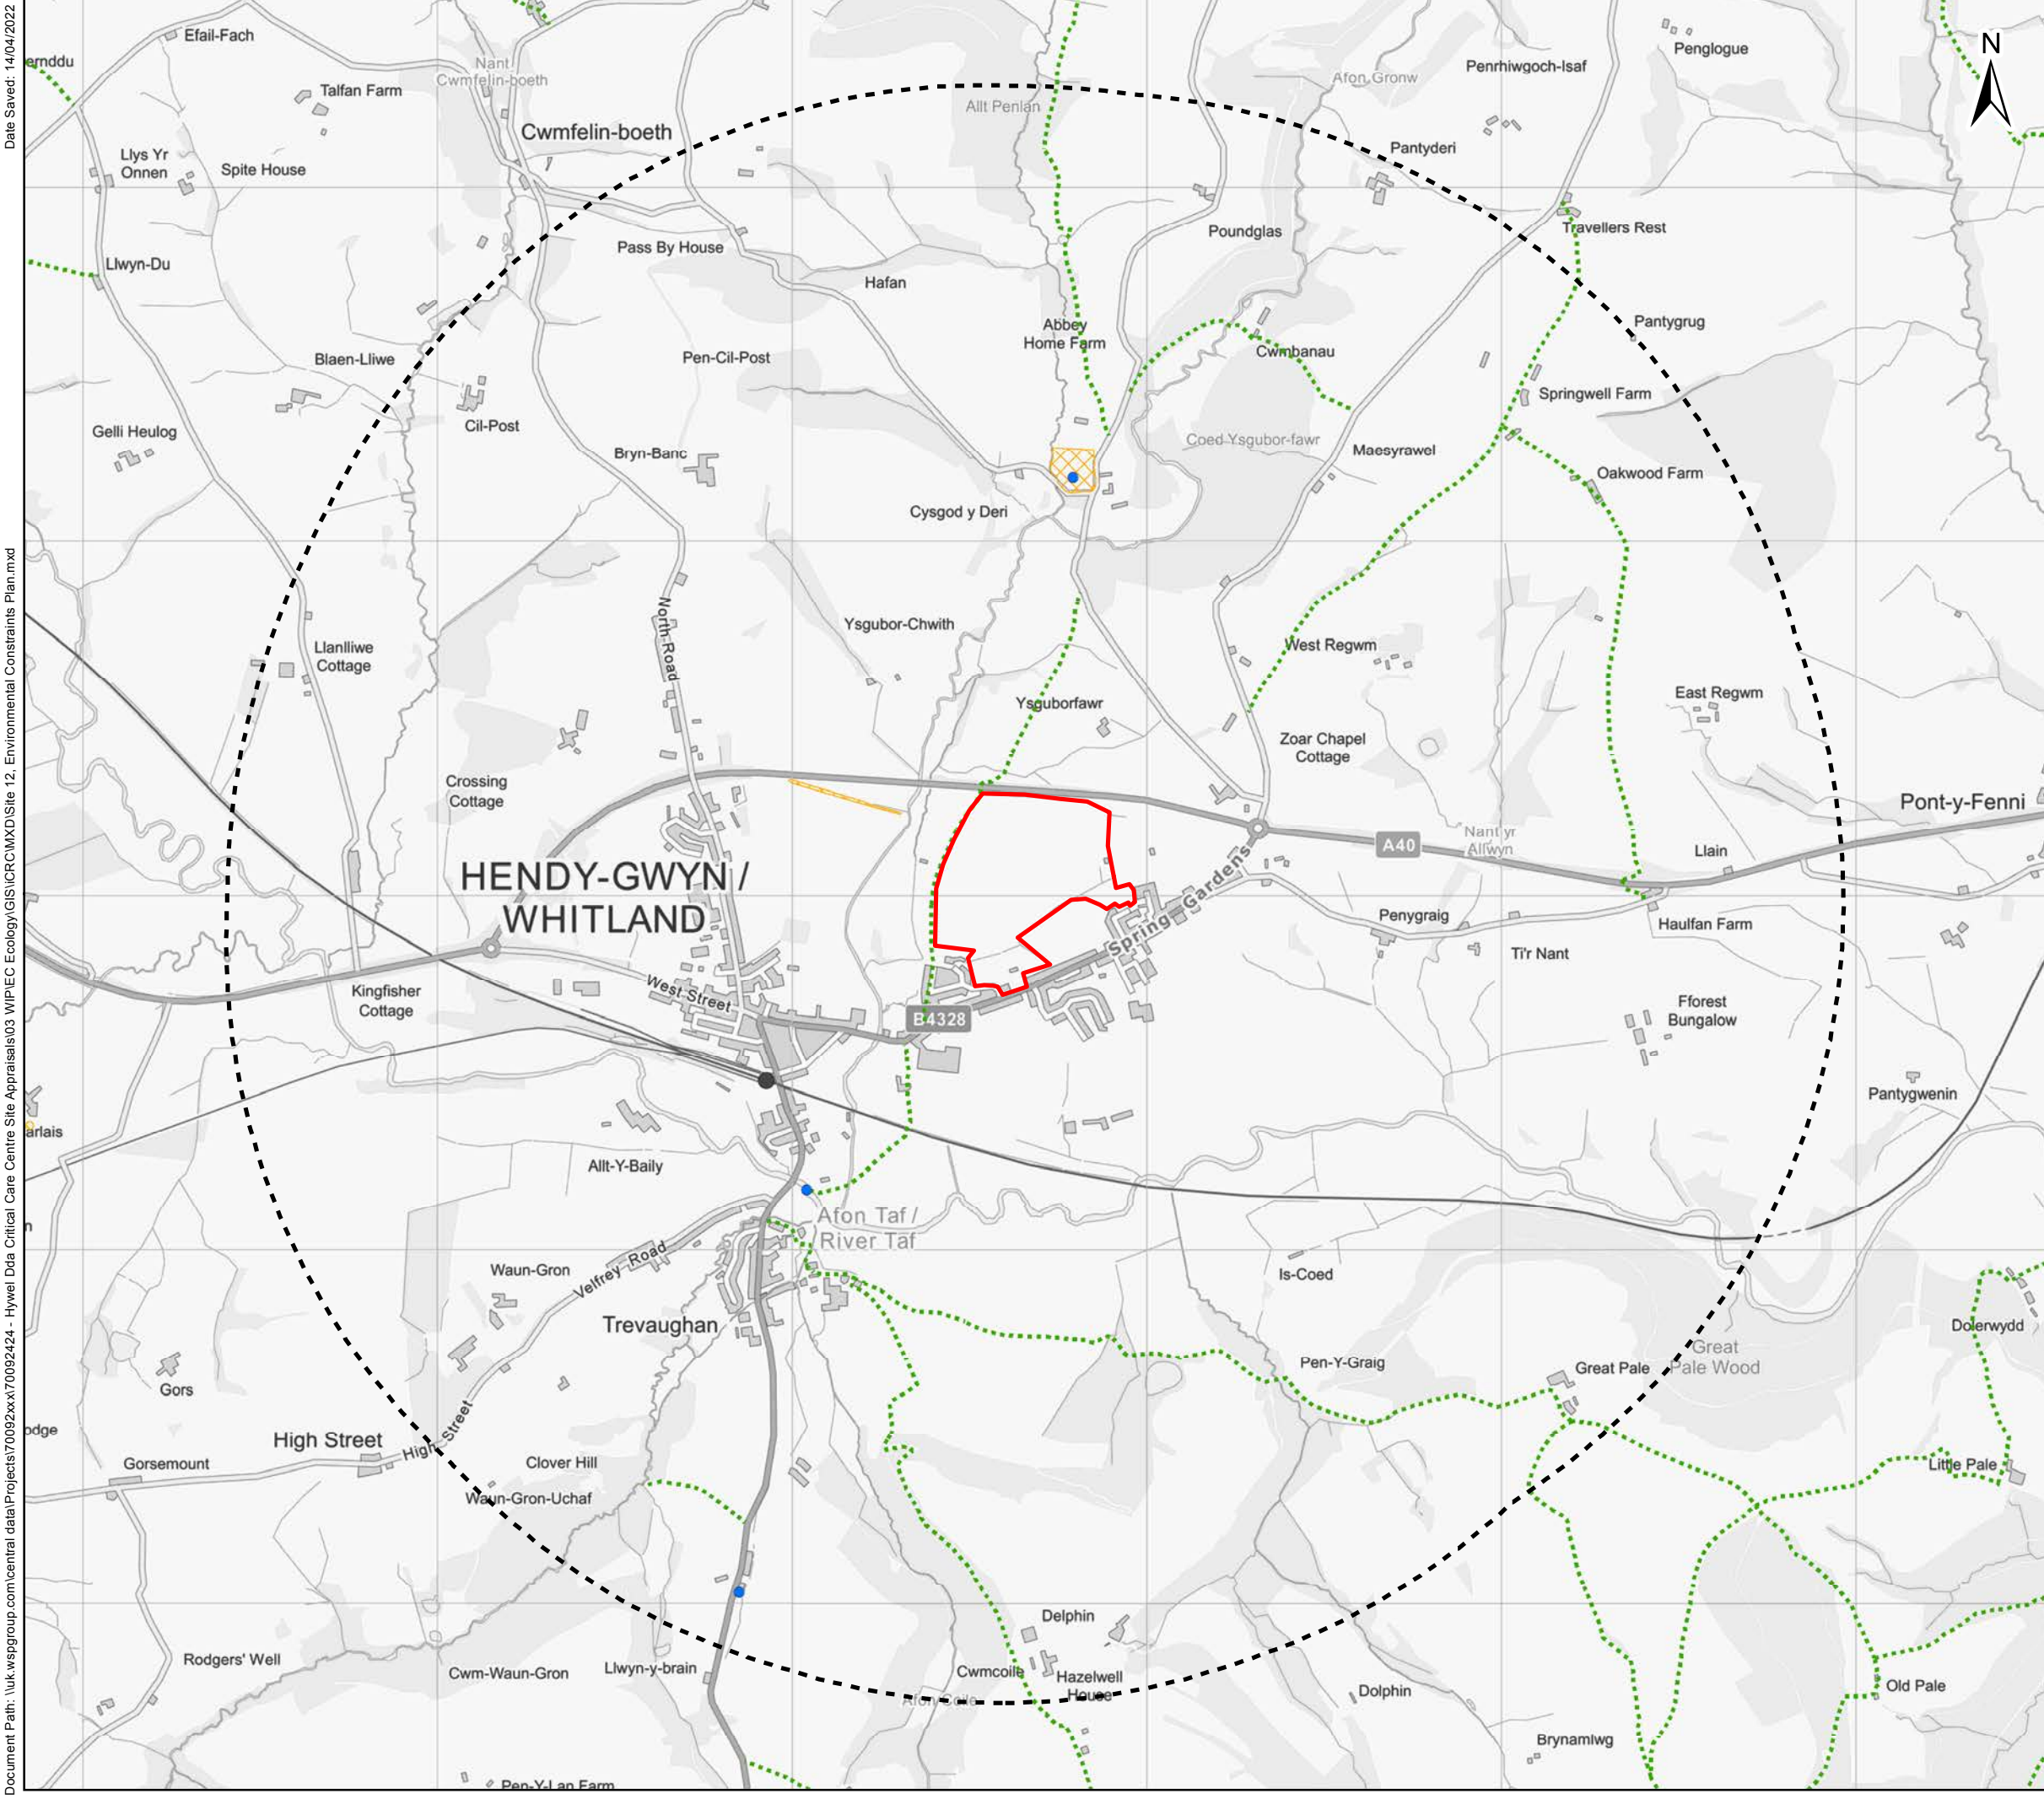 Date Saved: 14/04/2022
Document Path: \\uk.wspgroup.com\central data\Projects\70092xxx\70092424 - Hywel Dda Critical Care Centre Site Appraisals\03 WIP\EC Ecology\GIS\iCRC\MXD\Site 12, Environmental Constraints Plan.mxd
N
Efail-Fach
ernddu
Talfan Farm
Nant
Cwmfelin-boeth
Allt Penlan
Afon Gronw
Penrhiwgoch-Isaf
Penglogue
Cwmfelin-boeth
Llys Yr
Onnen
Spite House
Pantyderi
Llwyn-Du
Pass By House
Hafan
Poundglas
Travellers Rest
Blaen-Lliwe
Pen-Cil-Post
Abbey
Home Farm
Cwmbanau
Pantygrug
Gelli Heulog
Cil-Post
Bryn-Banc
Coed Ysgubor-fawr
Maesyrawel
Springwell Farm
Oakwood Farm
Cysgod y Deri
Llanlliwe
Cottage
North Road
Ysgubor-Chwith
West Regwm
Ysguborfawr
East Regwm
Zoar Chapel
Cottage
Crossing
Cottage
Pont-y-Fenni
A40
Nant yr
Allwyn
Llain
HENDY-GWYN /
WHITLAND
Spring Gardens
Penygraig
Haulfan Farm
Ti'r Nant
Kingfisher
Cottage
West Street
B4328
Fforest
Bungalow
Pantygwenin
arlais
Allt-Y-Baily
Afon Taf /
River Taf
n
Waun-Gron
Velfrey Road
Is-Coed
Trevaughan
Dolerwydd
Great
Pale Wood
Gors
Pen-Y-Graig
Great Pale
odge
High Street
High Street
Gorsemount
Clover Hill
Little Pale
Waun-Gron-Uchaf
Delphin
Rodgers' Well
Cwm-Waun-Gron
Llwyn-y-brain
Cwmcoile
Hazelwell
House
Afon Coile
Dolphin
Old Pale
Brynamlwg
Pen-Y-Lan Farm